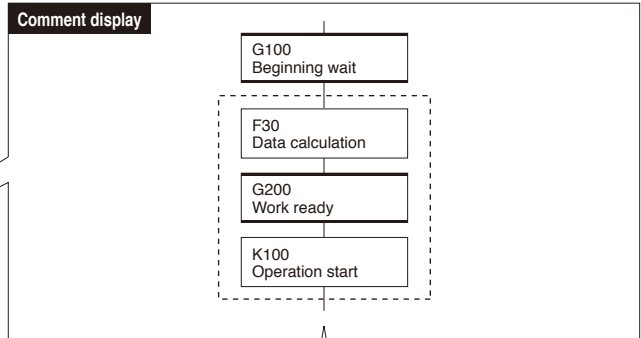 Comment display
G100
Beginning wait
F30
Data calculation
G200
Work ready
K100
Operation start